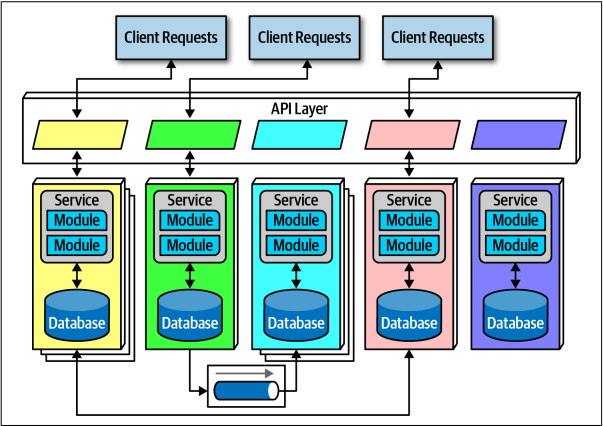 Client Requests
Client Requests
Client Requests
API Layer
Service
Module
Module
Database
Service
Module
Module
Database
Service
Module
Module
Database
Service
Module
Module
Database
Service
Module
Module
Database